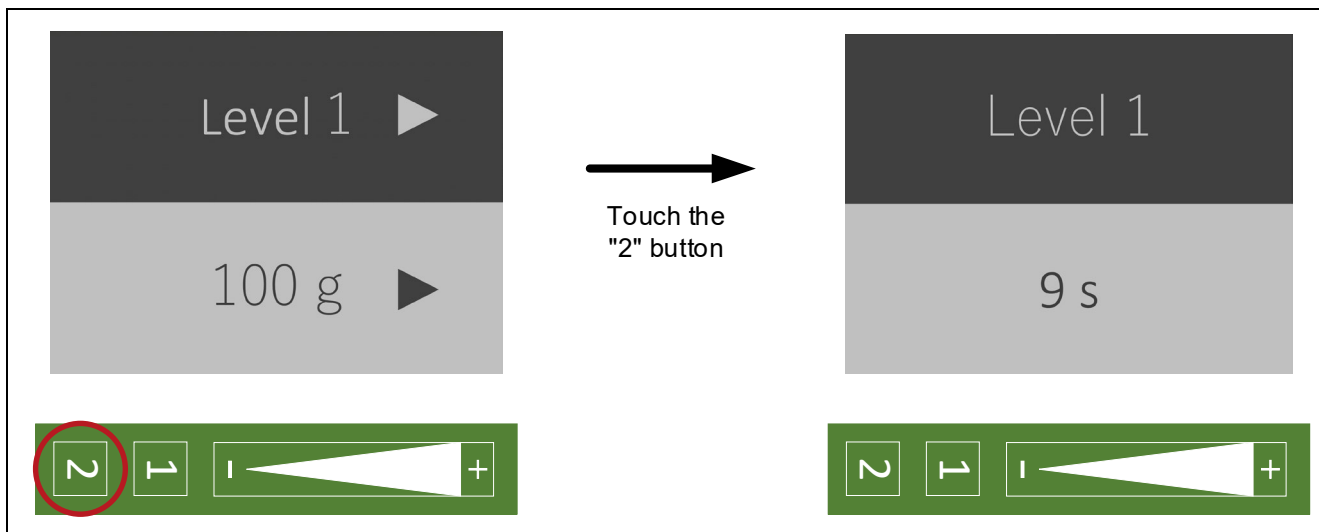 Level 1 ▶
100 g ▶
Touch the
"2" button
Level 1
9 s
2 1 - +
2 1 - +